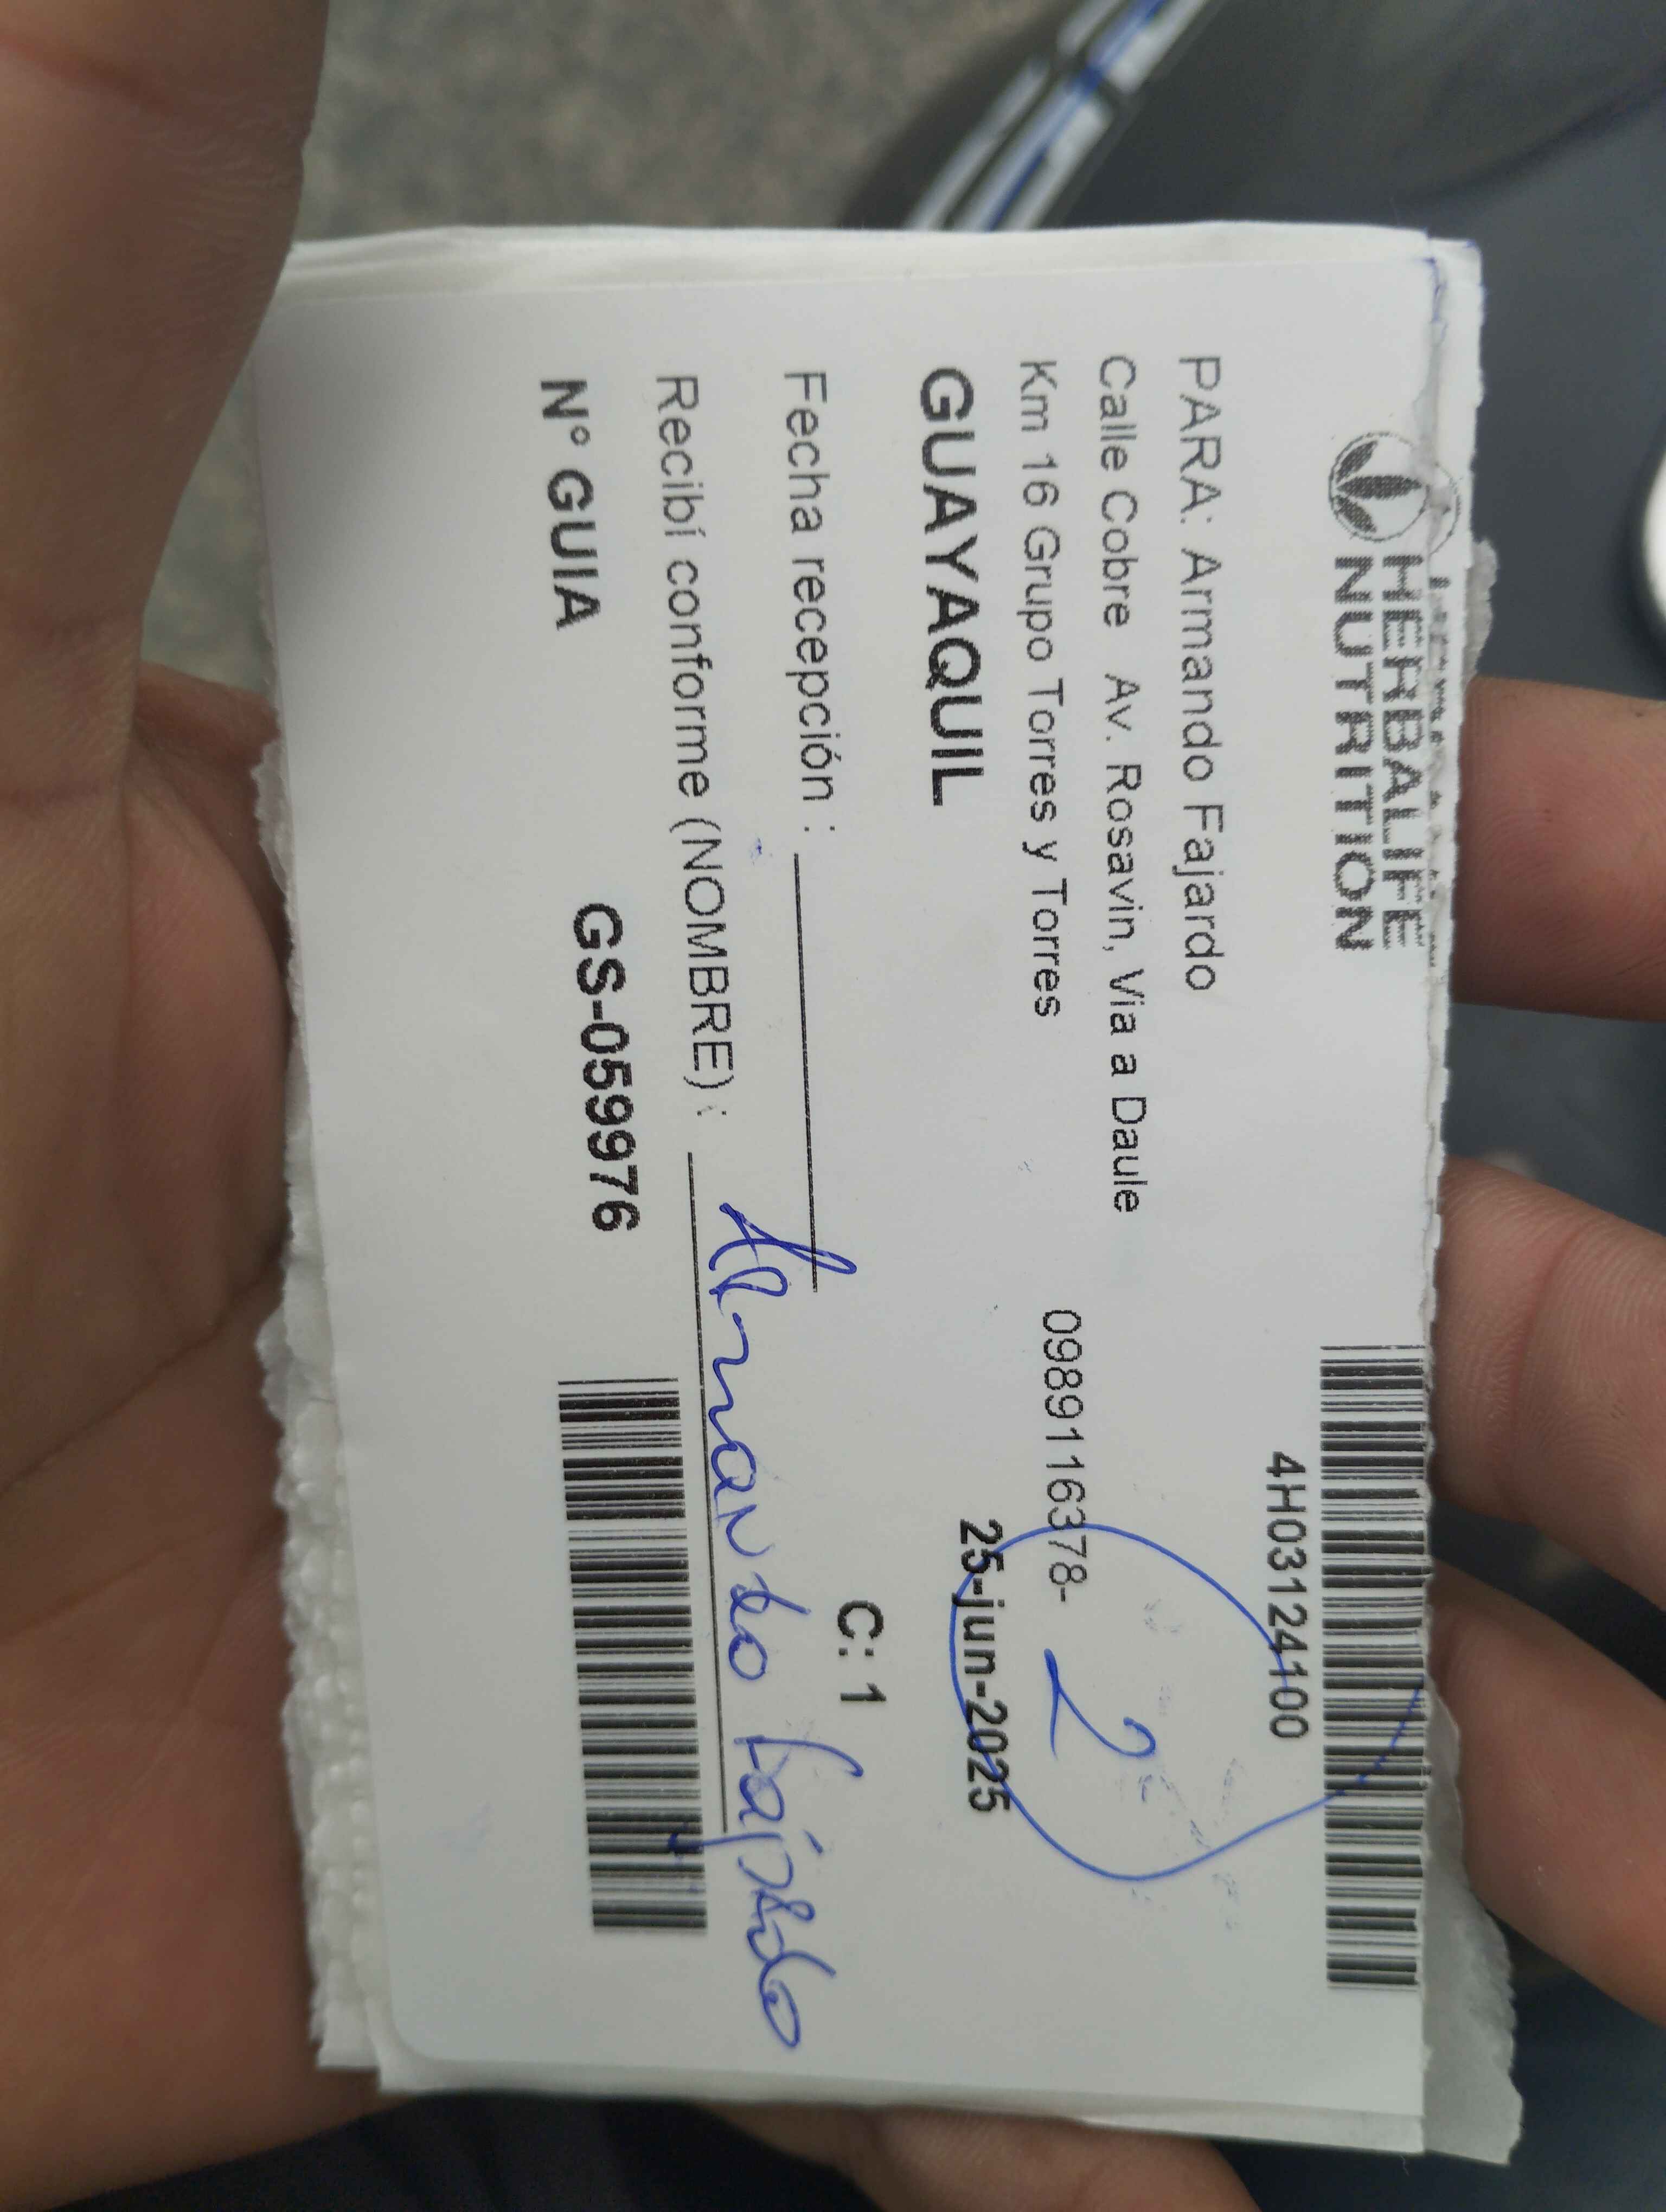 HERBALIFE
NUTRITION
4H03124100
PARA: Armando Fajardo
Calle Cobre Av. Rosavin, Via a Daule
Km 16 Grupo Torres y Torres
0989116378-
2
GUAYAQUIL
25-jun-2025
Fecha recepción :
C: 1
Recibí conforme (NOMBRE) : Armando Fajardo
N° GUIA GS-059976